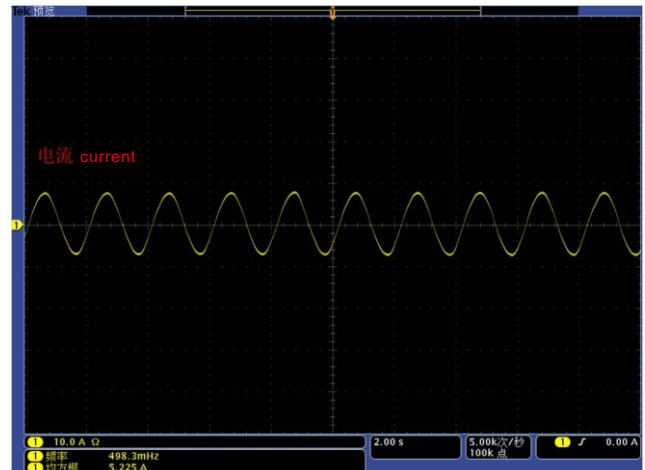 Tek 预览
T
电流 current
1
1 10.0 A Ω
2.00 s
5.00k次/秒
100k 点
1 0.00 A
1 频率 498.3mHz
1 均方根 5.225 A